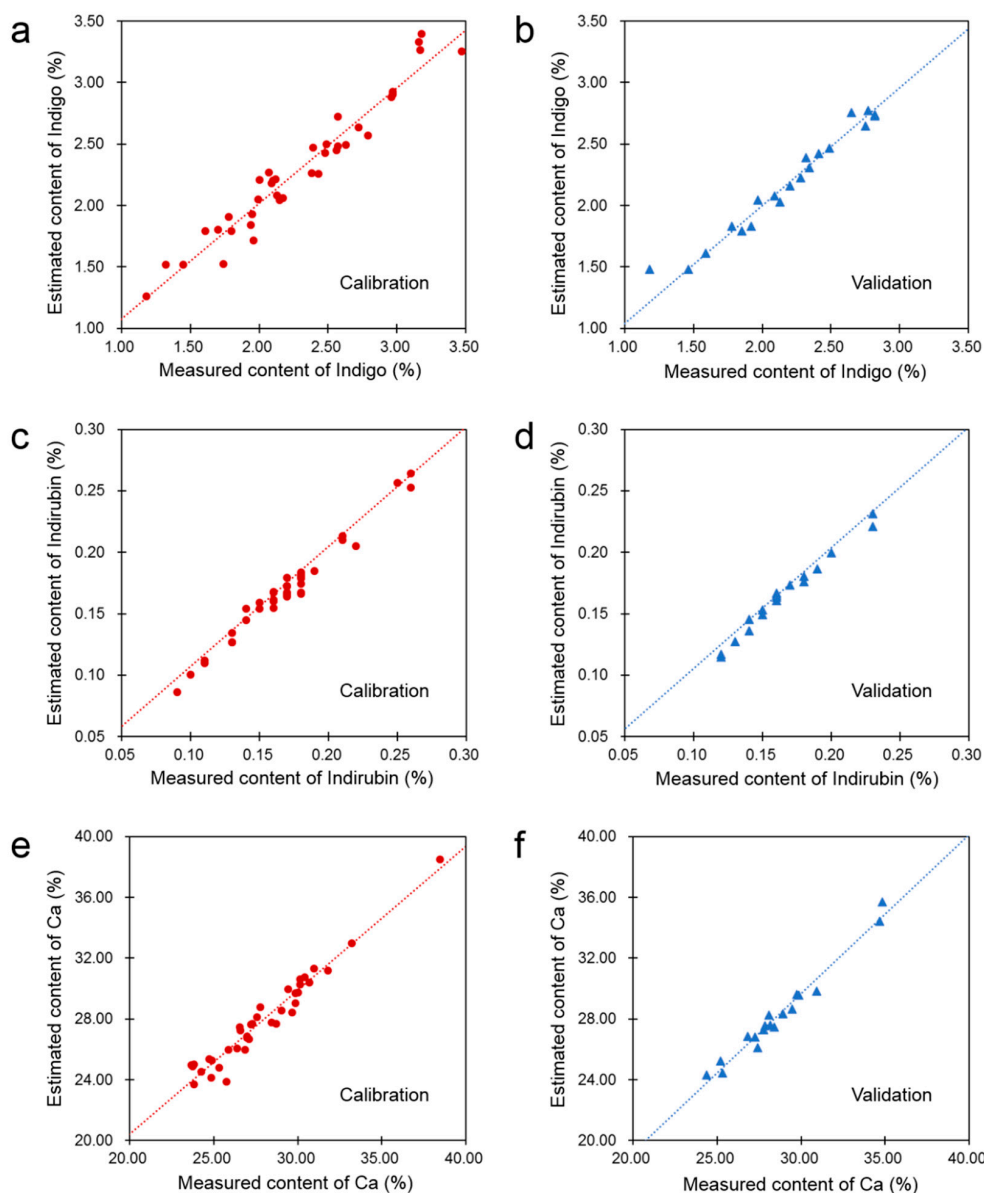 a
Estimated content of Indigo (%)
3.50
3.00
2.50
2.00
1.50
1.00
1.00 1.50 2.00 2.50 3.00 3.50
Measured content of Indigo (%)
Calibration
b
Estimated content of Indigo (%)
3.50
3.00
2.50
2.00
1.50
1.00
1.00 1.50 2.00 2.50 3.00 3.50
Measured content of Indigo (%)
Validation
c
Estimated content of Indirubin (%)
0.30
0.25
0.20
0.15
0.10
0.05
0.05 0.10 0.15 0.20 0.25 0.30
Measured content of Indirubin (%)
Calibration
d
Estimated content of Indirubin (%)
0.30
0.25
0.20
0.15
0.10
0.05
0.05 0.10 0.15 0.20 0.25 0.30
Measured content of Indirubin (%)
Validation
e
Estimated content of Ca (%)
40.00
36.00
32.00
28.00
24.00
20.00
20.00 25.00 30.00 35.00 40.00
Measured content of Ca (%)
Calibration
f
Estimated content of Ca (%)
40.00
36.00
32.00
28.00
24.00
20.00
20.00 25.00 30.00 35.00 40.00
Measured content of Ca (%)
Validation